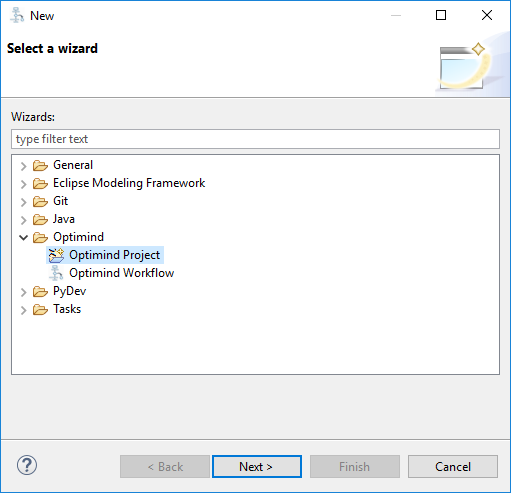 New
Select a wizard
Wizards:
type filter text
General
Eclipse Modeling Framework
Git
Java
Optimind
Optimind Project
Optimind Workflow
PyDev
Tasks
?
< Back
Next >
Finish
Cancel